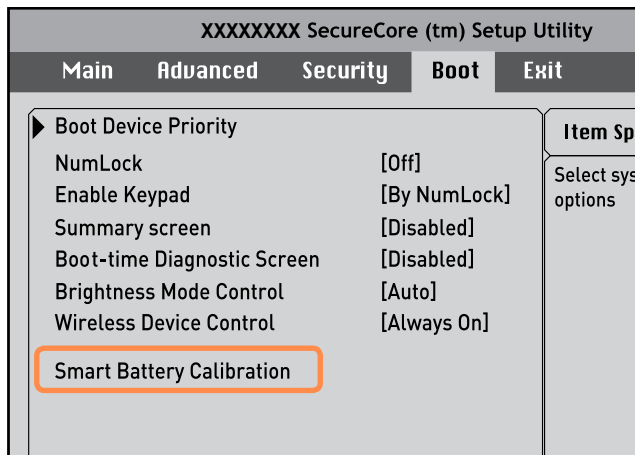 XXXXXXXX SecureCore (tm) Setup Utility
Main Advanced Security Boot Exit
Boot Device Priority
NumLock [Off]
Enable Keypad [By NumLock]
Summary screen [Disabled]
Boot-time Diagnostic Screen [Disabled]
Brightness Mode Control [Auto]
Wireless Device Control [Always On]
Smart Battery Calibration
Item Sp
Select sys
options